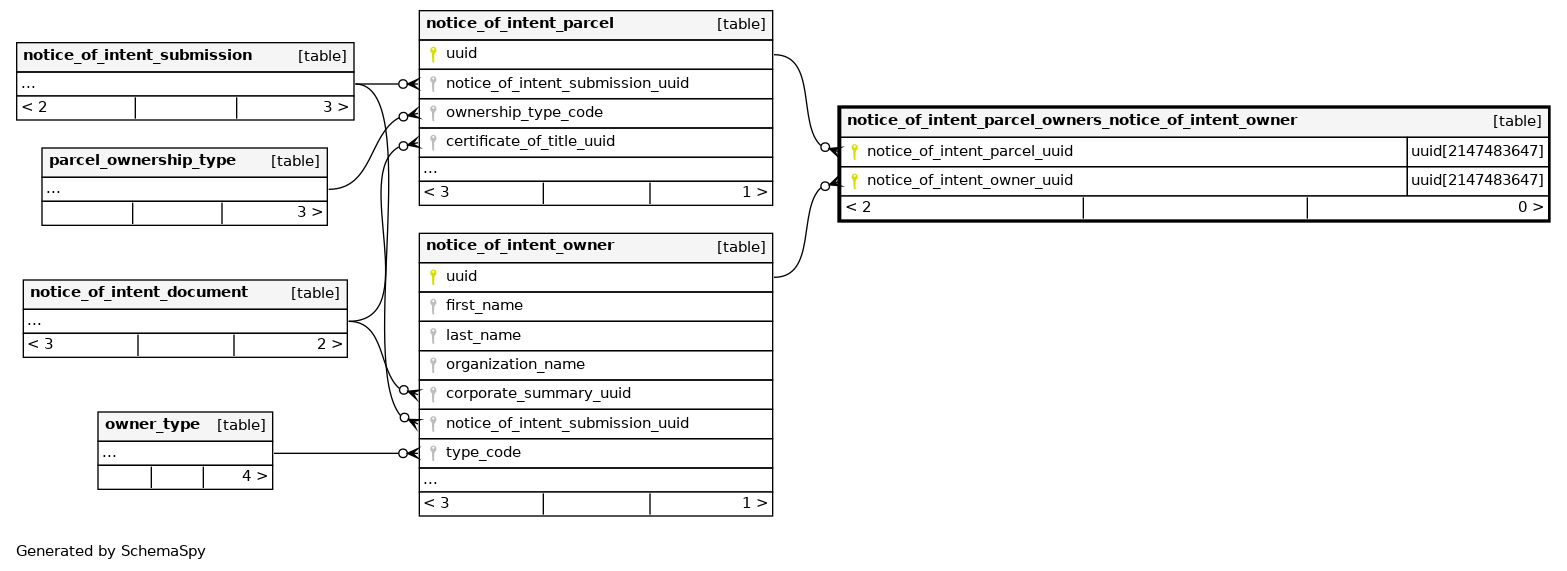 notice_of_intent_submission [table]
...
< 2 3 >
parcel_ownership_type [table]
...
3 >
notice_of_intent_document [table]
...
< 3 2 >
owner_type [table]
...
4 >
notice_of_intent_parcel [table]
uuid
notice_of_intent_submission_uuid
ownership_type_code
certificate_of_title_uuid
...
< 3 1 >
notice_of_intent_owner [table]
uuid
first_name
last_name
organization_name
corporate_summary_uuid
notice_of_intent_submission_uuid
type_code
...
< 3 1 >
notice_of_intent_parcel_owners_notice_of_intent_owner [table]
notice_of_intent_parcel_uuid uuid[2147483647]
notice_of_intent_owner_uuid uuid[2147483647]
< 2 0 >
Generated by SchemaSpy